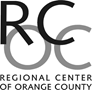 RC
OC
REGIONAL CENTER
OF ORANGE COUNTY